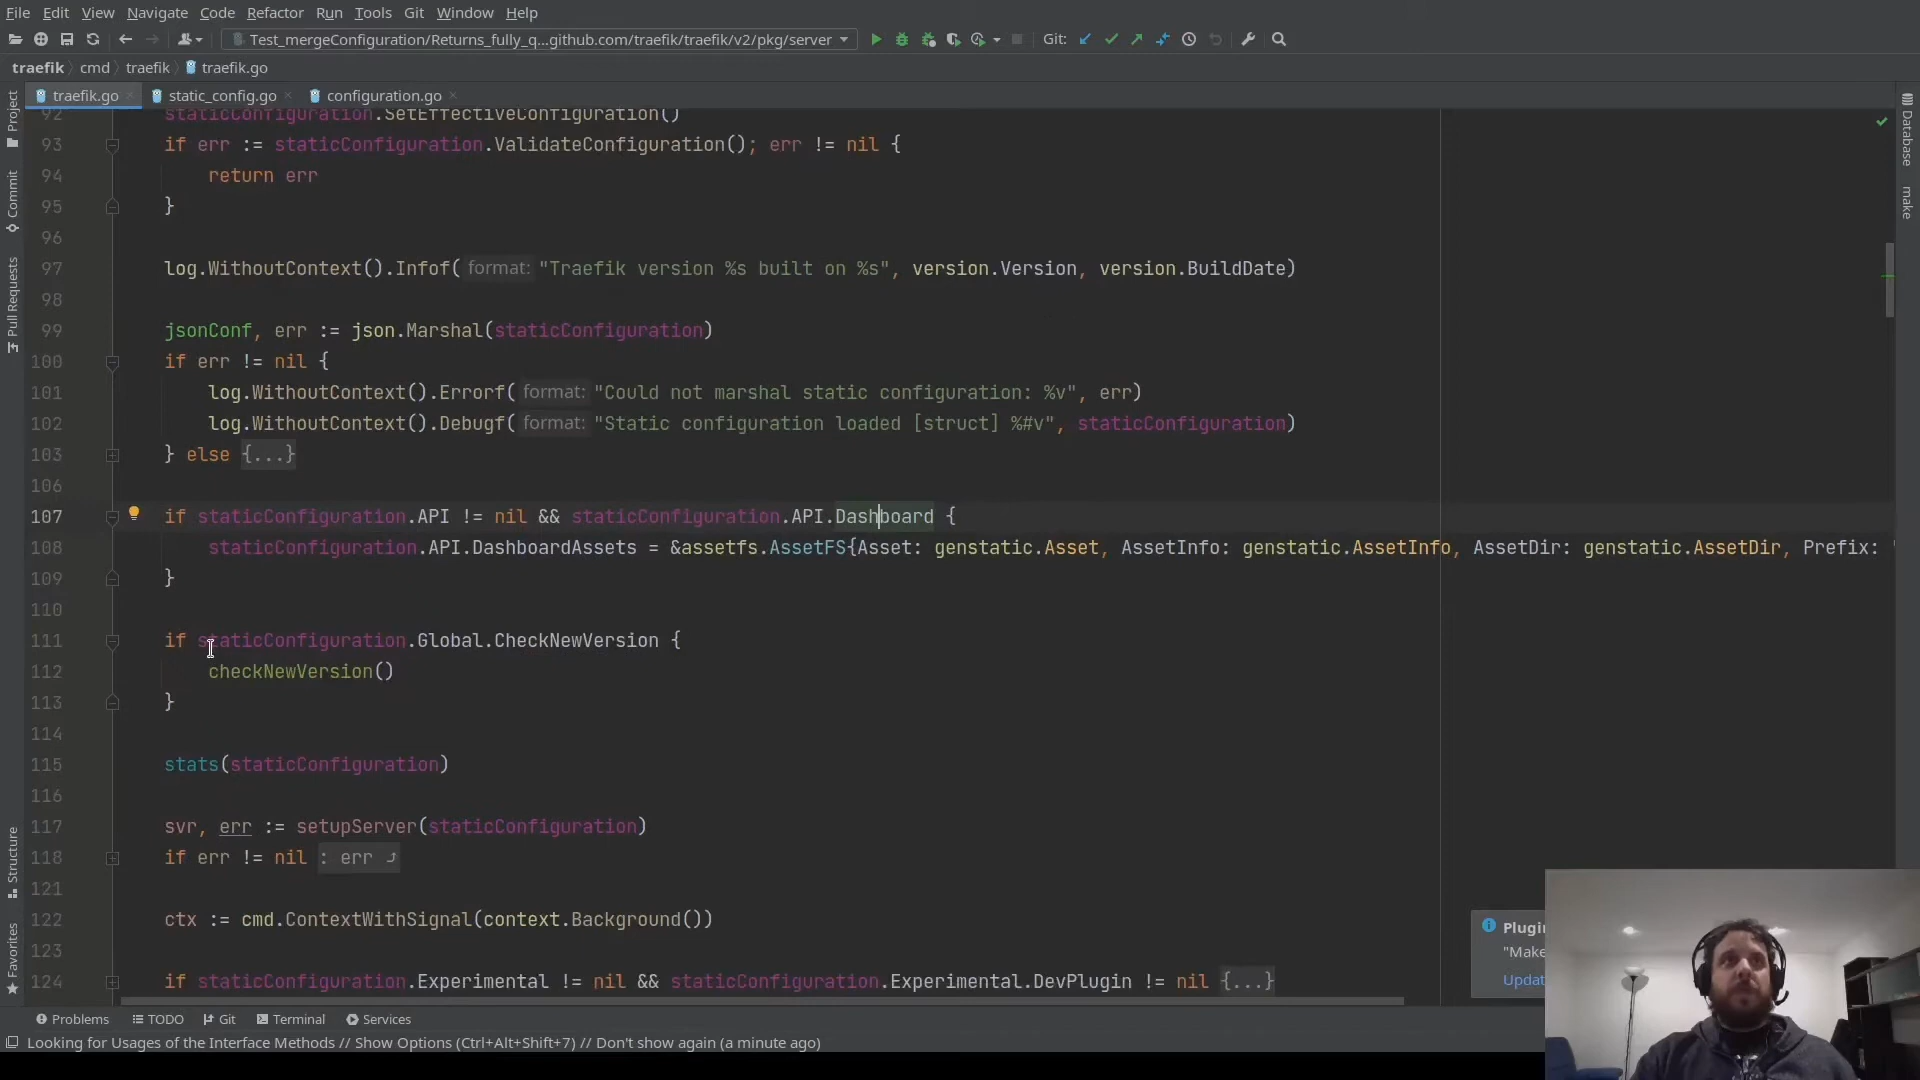 File Edit View Navigate Code Refactor Run Tools Git Window Help
Test_mergeConfiguration/Returns_fully_q...github.com/traefik/traefik/v2/pkg/server Git:
traefik cmd traefik traefik.go
traefik.go static_config.go configuration.go
Project
Commit
Pull Requests
Structure
Favorites
92 staticConfiguration.SetEffectiveConfiguration()
93 if err := staticConfiguration.ValidateConfiguration(); err != nil {
94 return err
95 }
96
97 log.WithoutContext().Infof( format: "Traefik version %s built on %s", version.Version, version.BuildDate)
98
99 jsonConf, err := json.Marshal(staticConfiguration)
100 if err != nil {
101 log.WithoutContext().Errorf( format: "Could not marshal static configuration: %v", err)
102 log.WithoutContext().Debugf( format: "Static configuration loaded [struct] %#v", staticConfiguration)
103 } else {...}
106
107 if staticConfiguration.API != nil && staticConfiguration.API.Dashboard {
108 staticConfiguration.API.DashboardAssets = &assetfs.AssetFS{Asset: genstatic.Asset, AssetInfo: genstatic.AssetInfo, AssetDir: genstatic.AssetDir, Prefix: "
109 }
110
111 if staticConfiguration.Global.CheckNewVersion {
112 checkNewVersion()
113 }
114
115 stats(staticConfiguration)
116
117 svr, err := setupServer(staticConfiguration)
118 if err != nil : err
121
122 ctx := cmd.ContextWithSignal(context.Background())
123
124 if staticConfiguration.Experimental != nil && staticConfiguration.Experimental.DevPlugin != nil {...}
Database
make
Plugin
"Make
Updat
Problems TODO Git Terminal Services
Looking for Usages of the Interface Methods // Show Options (Ctrl+Alt+Shift+7) // Don't show again (a minute ago)